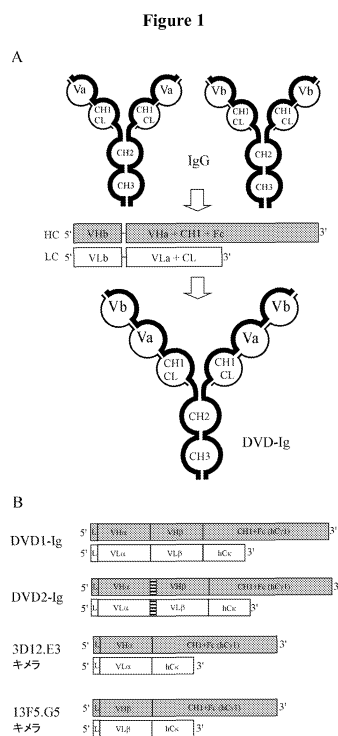 Figure 1
A
Va Va Vb Vb
CH1 CL CH1 CL CH1 CL CH1 CL
CH2 CH2
IgG
CH3 CH3
HC 5' VHb VHa + CH1 + Fc 3'
LC 5' VLb VLa + CL 3'
Vb Vb
Va Va
CH1 CL CH1 CL
CH2
DVD-Ig
CH3
B
DVD1-Ig
5' L VHα VHβ CH1+Fc (hCγ1) 3'
5' L VLα VLβ hCκ 3'
DVD2-Ig
5' L VHα VHβ CH1+Fc (hCγ1) 3'
5' L VLα VLβ hCκ 3'
3D12.E3
キメラ
5' L VHα CH1+Fc (hCγ1) 3'
5' L VLα hCκ 3'
13F5.G5
キメラ
5' L VHβ CH1+Fc (hCγ1) 3'
5' L VLβ hCκ 3'